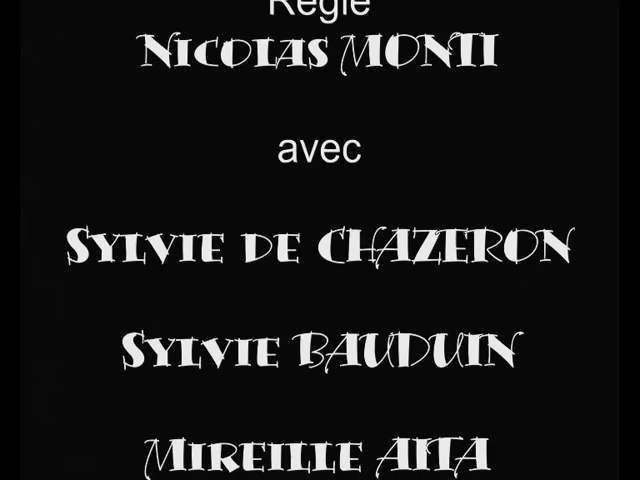 Régie
Nicolas MONTI
avec
Sylvie de CHAZERON
Sylvie BAUDUIN
Mireille AITA